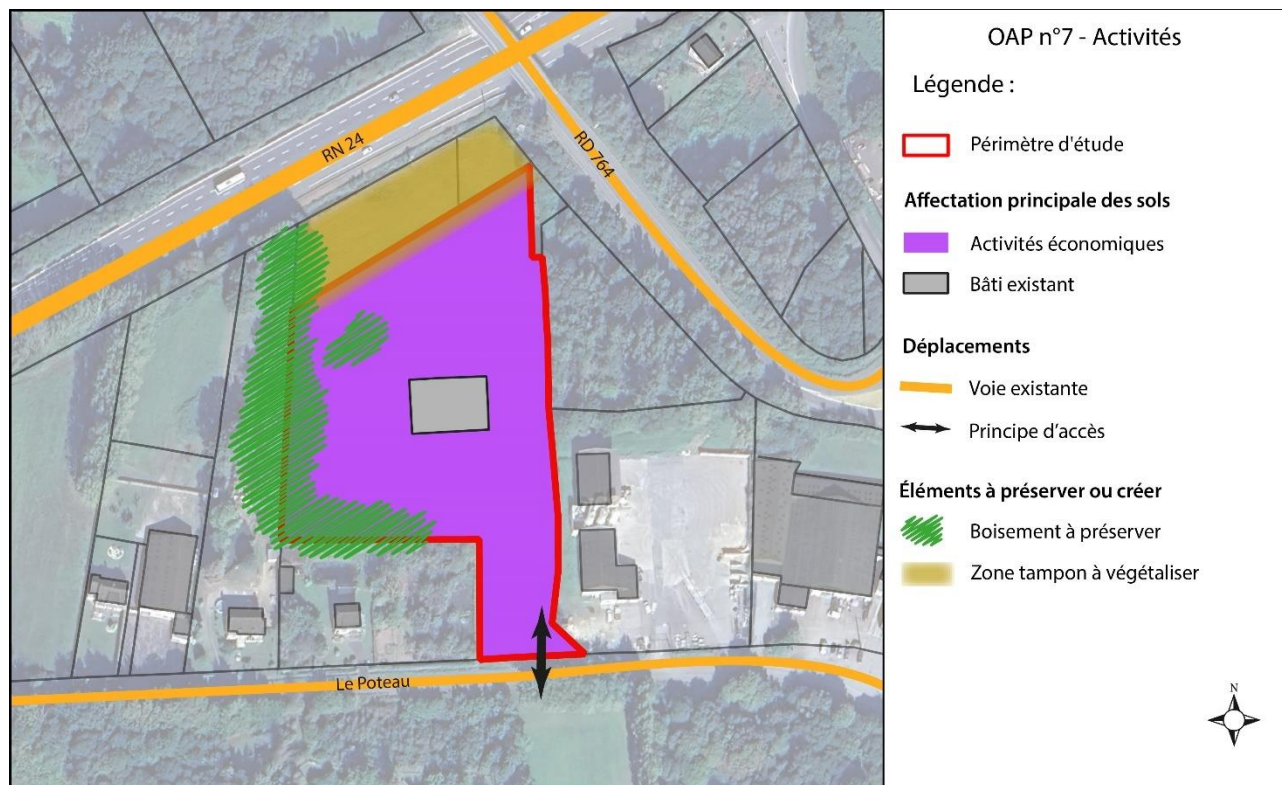 OAP n°7 - Activités
Légende :
Périmètre d'étude
Affectation principale des sols
Activités économiques
Bâti existant
Déplacements
Voie existante
Principe d’accès
Éléments à préserver ou créer
Boisement à préserver
Zone tampon à végétaliser
N
RN 24
RD 764
Le Poteau